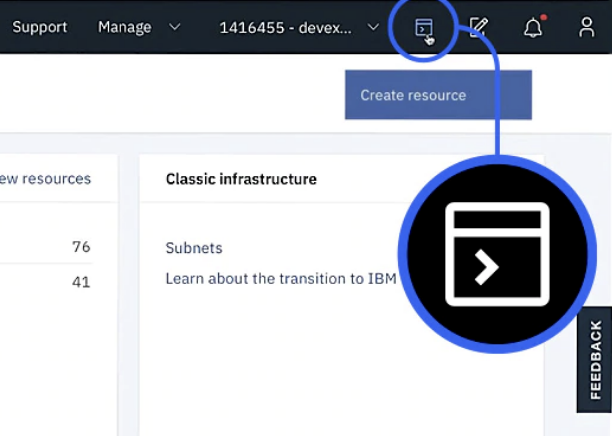 Support Manage 1416455 - devex...
Create resource
ew resources
Classic infrastructure
76
Subnets
41
Learn about the transition to IBM
FEEDBACK